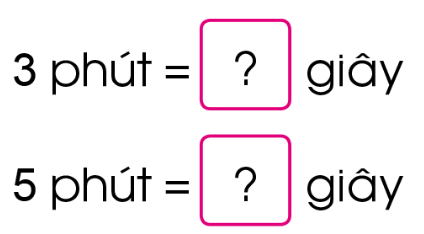 3 phút = ? giây
5 phút = ? giây